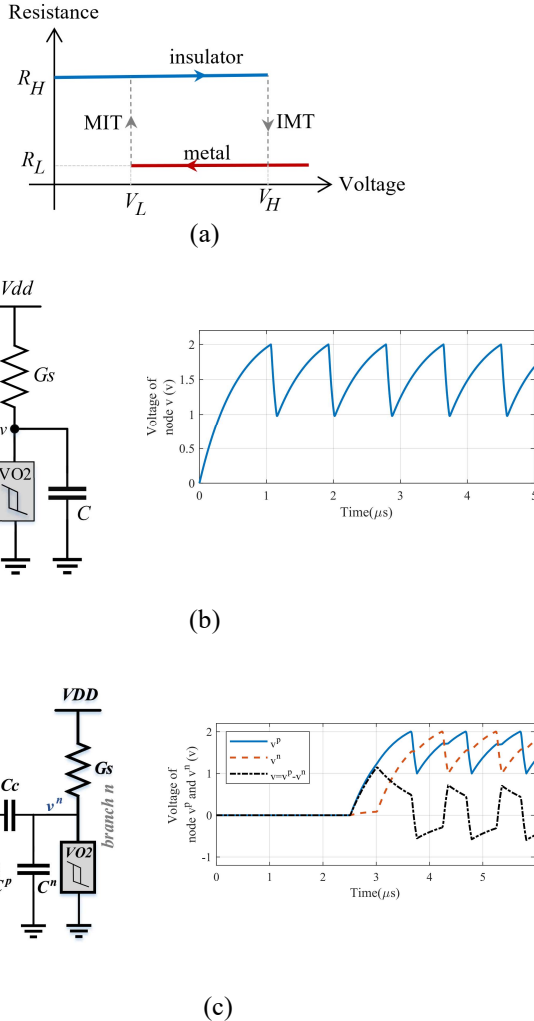 Resistance
insulator
R_H
MIT
IMT
metal
R_L
Voltage
V_L
V_H
(a)
Vdd
Gs
v
VO2
C
2
1.5
1
0.5
0
0
1
2
3
4
5
Voltage of
node v (v)
Time(μs)
(b)
VDD
Gs
Cc
v^n
branch n
VO2
C^p
C^n
2
1
0
-1
0
1
2
3
4
5
v^p
v^n
v=v^p-v^n
Voltage of
node v^p and v^n (v)
Time(μs)
(c)